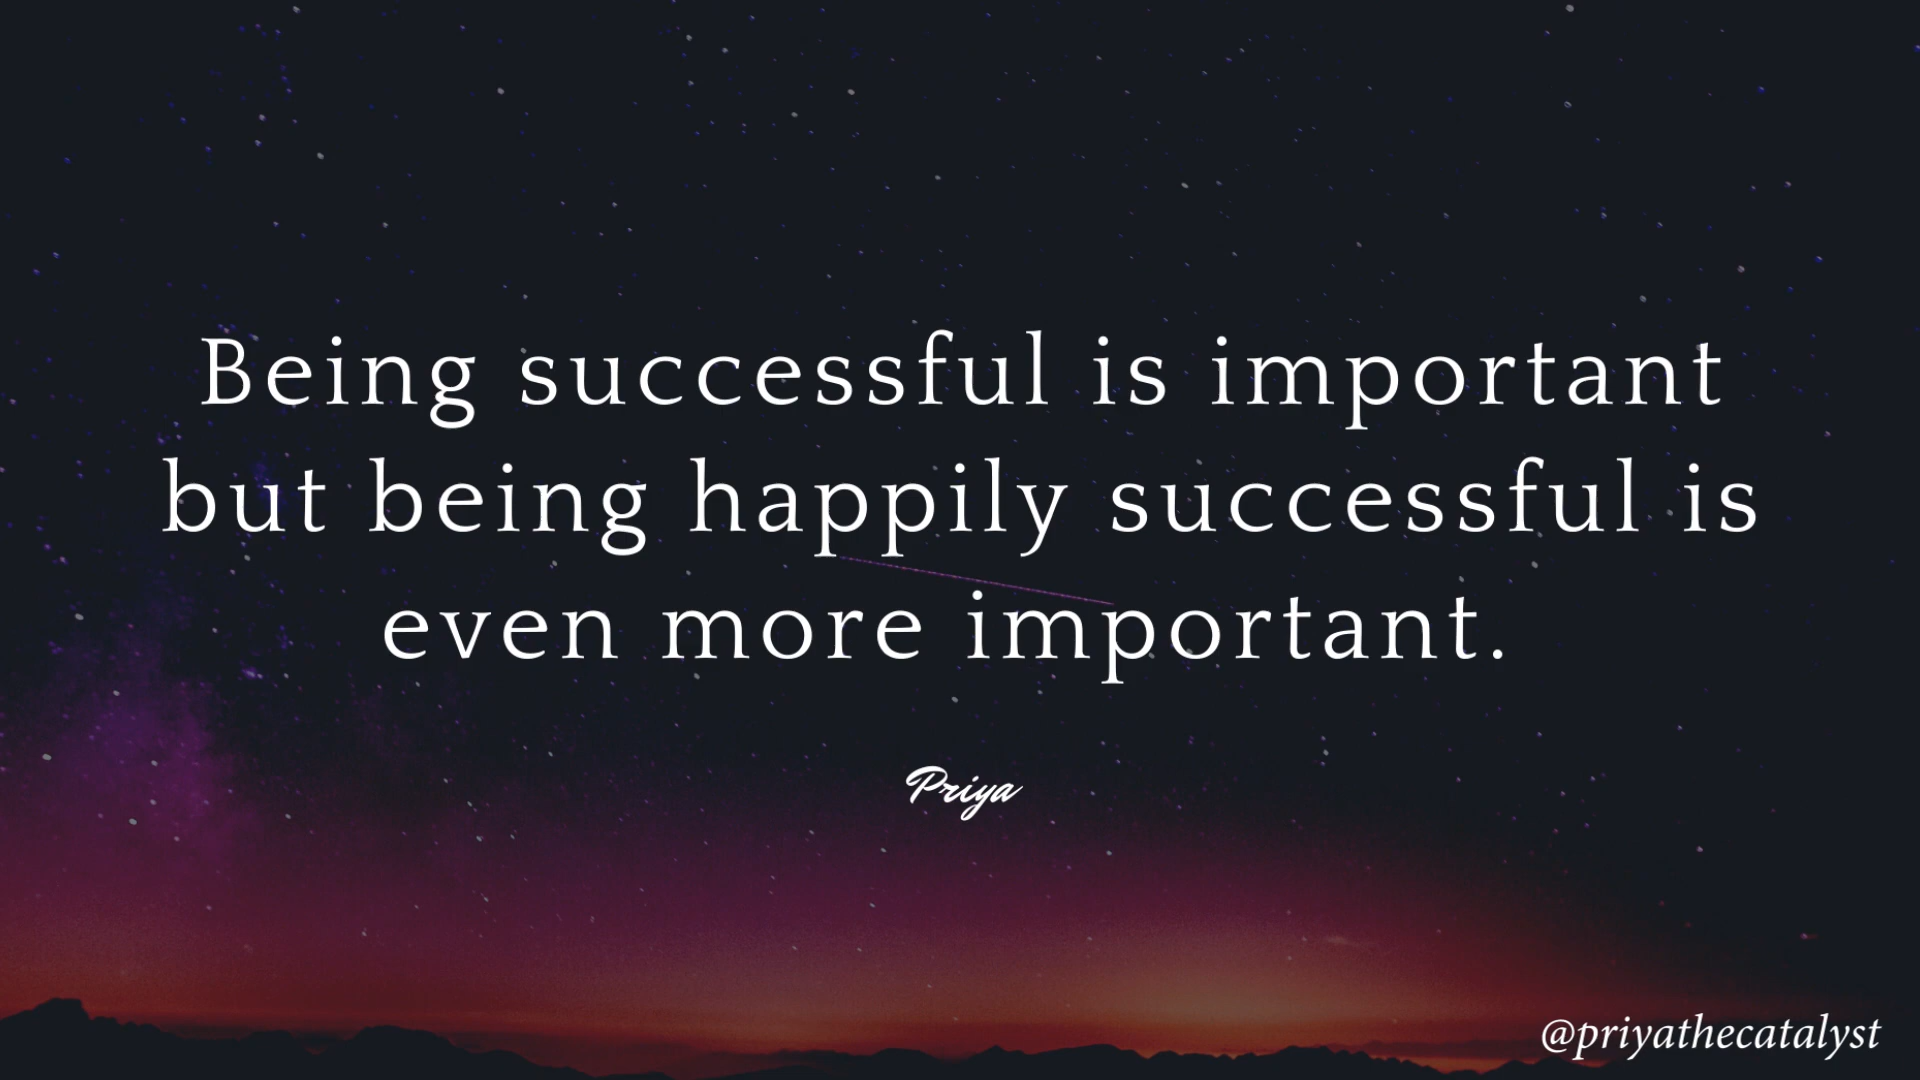 Being successful is important
but being happily successful is
even more important.
Priya
@priyathecatalyst